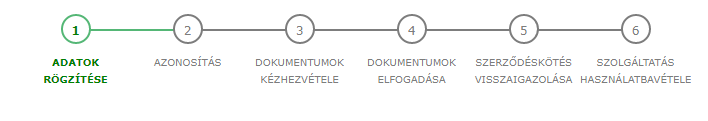 1 2 3 4 5 6
ADATOK AZONOSÍTÁS DOKUMENTUMOK DOKUMENTUMOK SZERZŐDÉSKÖTÉS SZOLGÁLTATÁS
RÖGZÍTÉSE KÉZHEZVÉTELE ELFOGADÁSA VISSZAIGAZOLÁSA HASZNÁLATBAVÉTELE